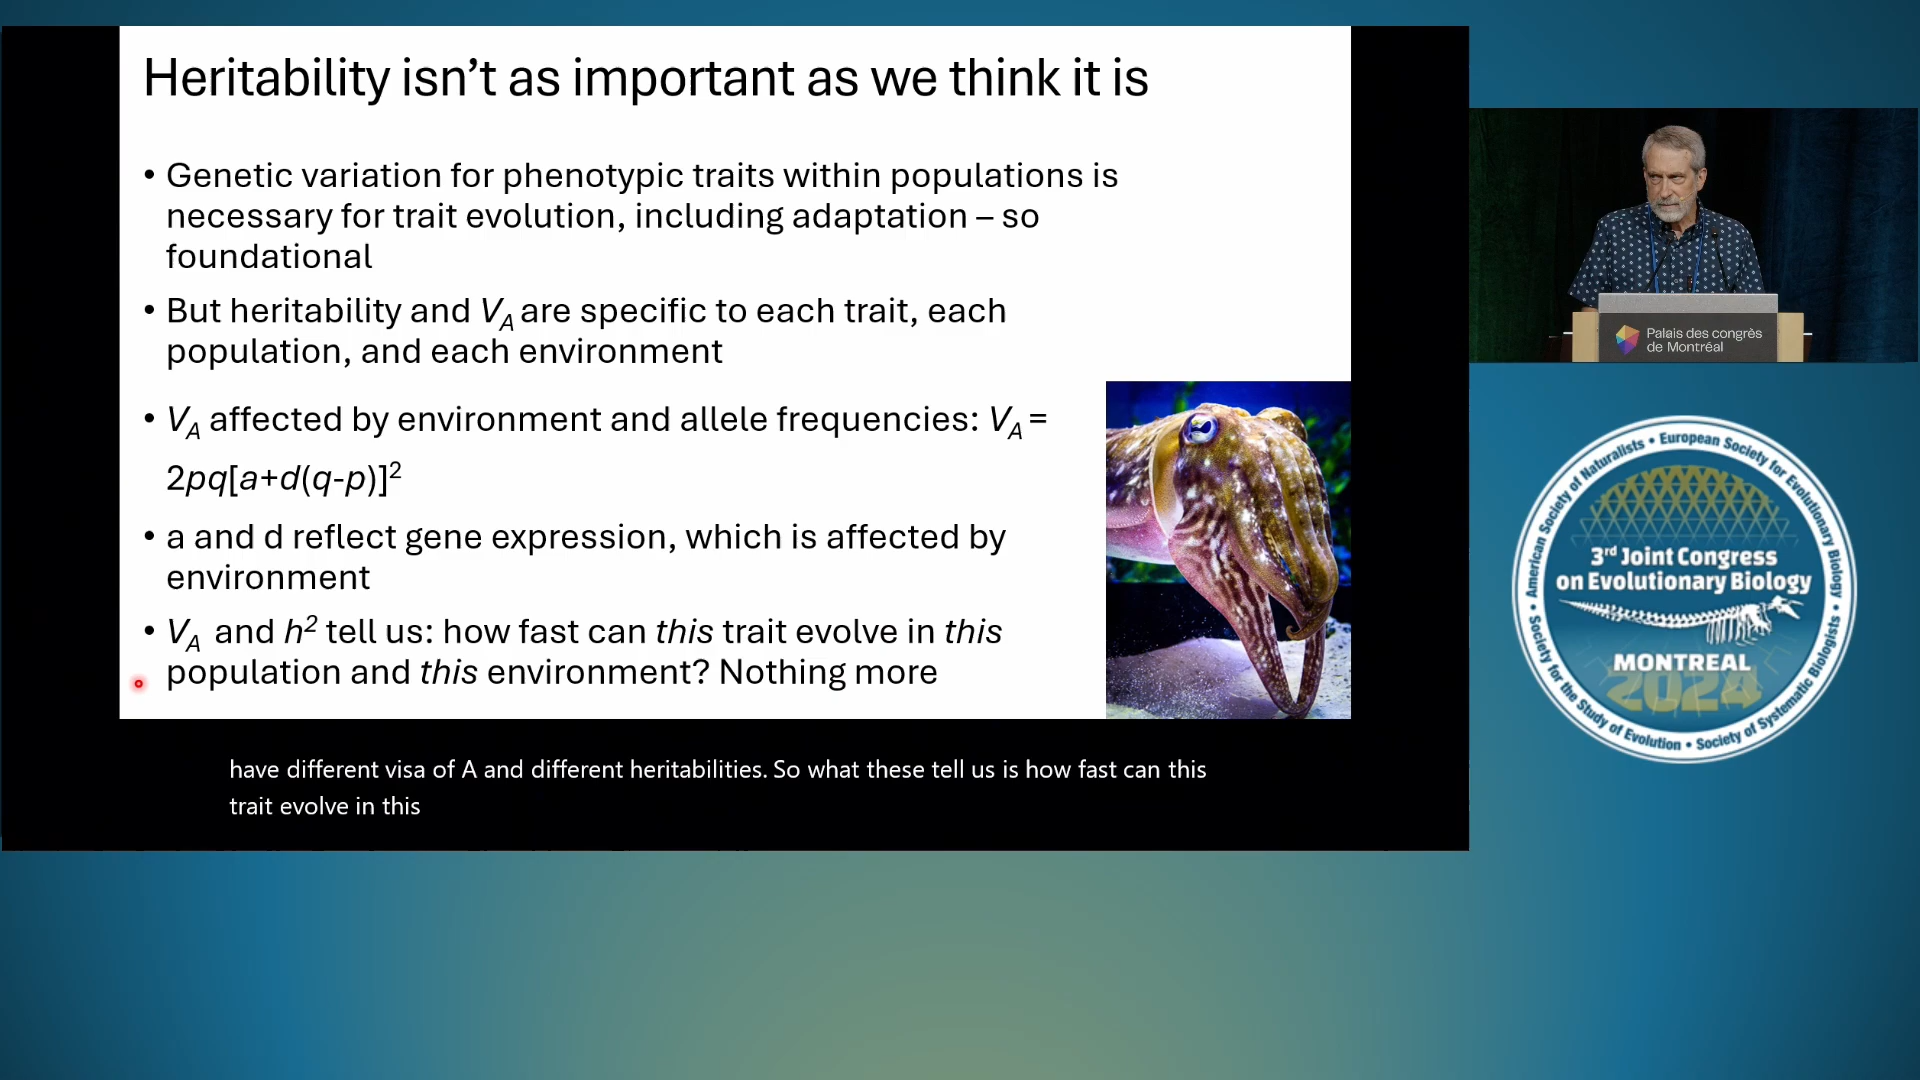 Heritability isn't as important as we think it is
• Genetic variation for phenotypic traits within populations is
necessary for trait evolution, including adaptation – so
foundational
• But heritability and V_A are specific to each trait, each
population, and each environment
• V_A affected by environment and allele frequencies: V_A =
2pq[a+d(q-p)]²
• a and d reflect gene expression, which is affected by
environment
• V_A and h² tell us: how fast can this trait evolve in this
population and this environment? Nothing more
have different visa of A and different heritabilities. So what these tell us is how fast can this
trait evolve in this
Palais des congrès
de Montréal
American Society of Naturalists • European Society for Evolutionary Biology •
Society for the Study of Evolution • Society of Systematic Biologists •
3rd Joint Congress
on Evolutionary Biology
MONTREAL
2024